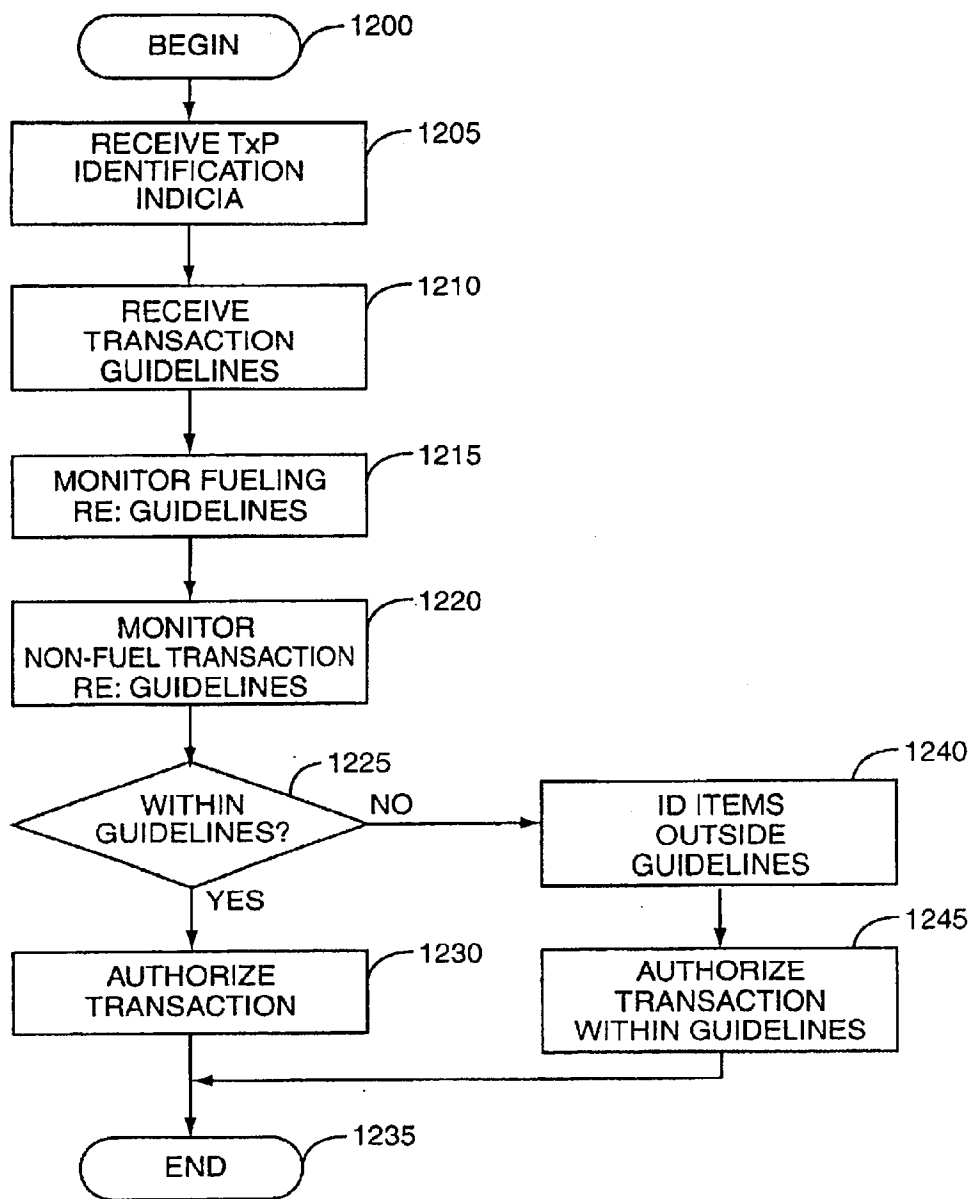 BEGIN
1200
RECEIVE TxP
IDENTIFICATION
INDICIA
1205
RECEIVE
TRANSACTION
GUIDELINES
1210
MONITOR FUELING
RE: GUIDELINES
1215
MONITOR
NON-FUEL TRANSACTION
RE: GUIDELINES
1220
WITHIN
GUIDELINES?
1225
NO
YES
ID ITEMS
OUTSIDE
GUIDELINES
1240
AUTHORIZE
TRANSACTION
1230
AUTHORIZE
TRANSACTION
WITHIN GUIDELINES
1245
END
1235